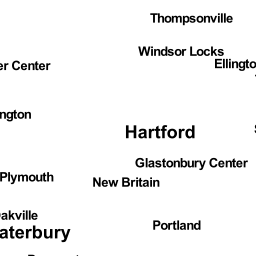 Thompsonville
Windsor Locks
Ellingto
er Center
ngton
Hartford
Glastonbury Center
Plymouth
New Britain
akville
Portland
aterbury